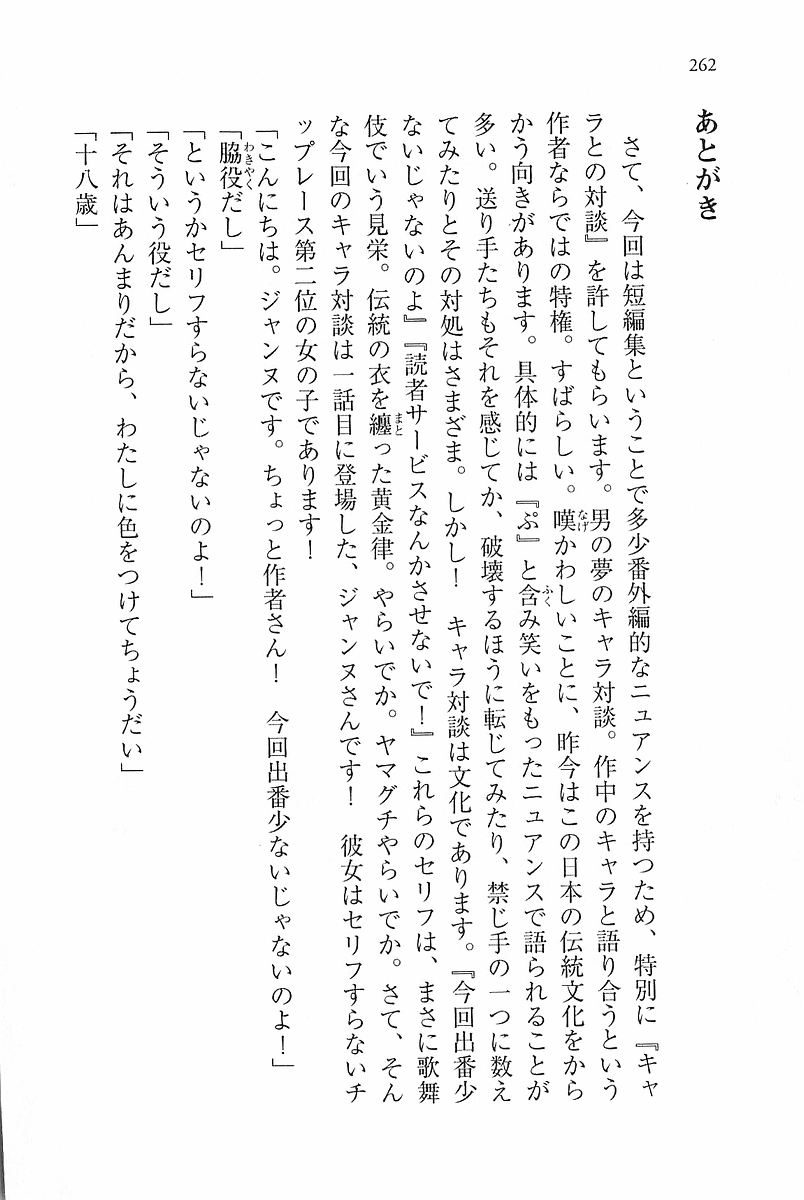 262
あとがき
さて、今回は短編集ということで多少番外編的なニュアンスを持つため、特別に『キャ
ラとの対談』を許してもらいます。男の夢のキャラ対談。作中のキャラと語り合うという
作者ならではの特権。すばらしい。嘆かわしいことに、昨今はこの日本の伝統文化をから
かう向きがあります。具体的には『ぷ』と含み笑いをもったニュアンスで語られることが
多い。送り手たちもそれを感じてか、破壊するほうに転じてみたり、禁じ手の一つに数え
てみたりとその対処はさまざま。しかし！　キャラ対談は文化であります。『今回出番少
ないじゃないのよ』『読者サービスなんかさせないで！』これらのセリフは、まさに歌舞
伎でいう見栄。伝統の衣を纏った黄金律。やらいでか。ヤマグチやらいでか。さて、そん
な今回のキャラ対談は一話目に登場した、ジャンヌさんです！　彼女はセリフすらないチ
ップレース第二位の女の子であります！
「こんにちは。ジャンヌです。ちょっと作者さん！　今回出番少ないじゃないのよ！」
「脇役だし」
「というかセリフすらないじゃないのよ！」
「そういう役だし」
「それはあんまりだから、わたしに色をつけてちょうだい」
「十八歳」